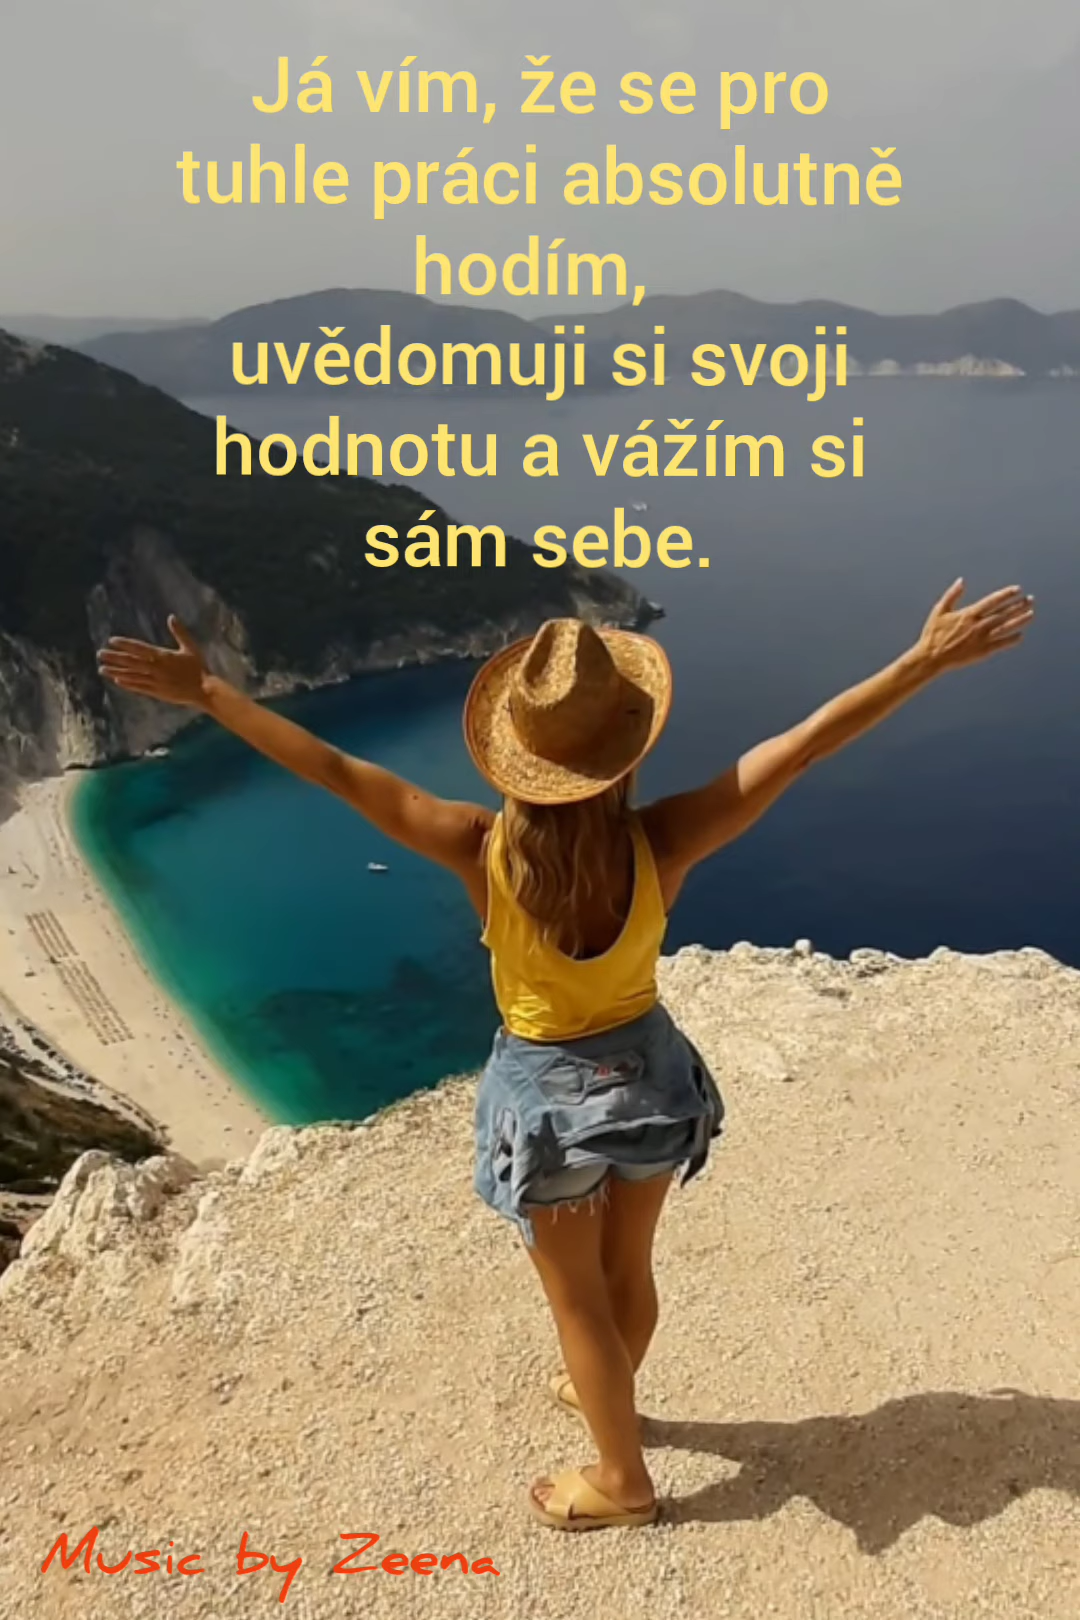 Já vím, že se pro
tuhle práci absolutně
hodím,
uvědomuji si svoji
hodnotu a vážím si
sám sebe.
Music by Zeena